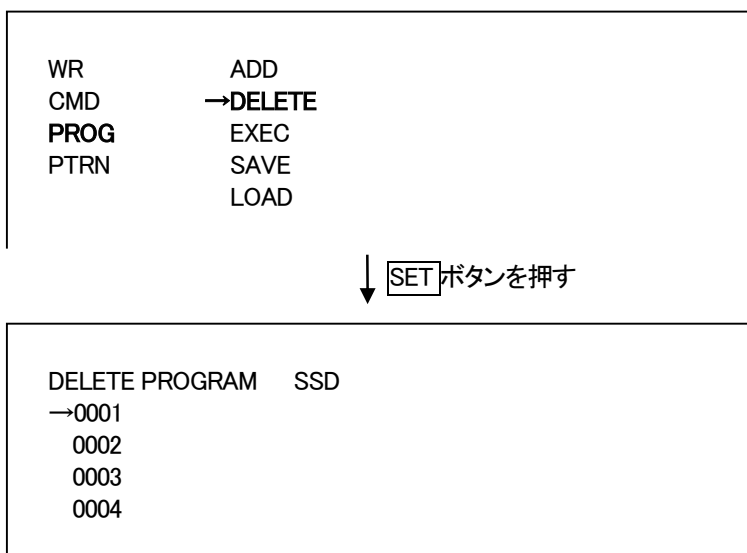 WR ADD
CMD →DELETE
PROG EXEC
PTRN SAVE
LOAD
SET ボタンを押す
DELETE PROGRAM SSD
→0001
0002
0003
0004